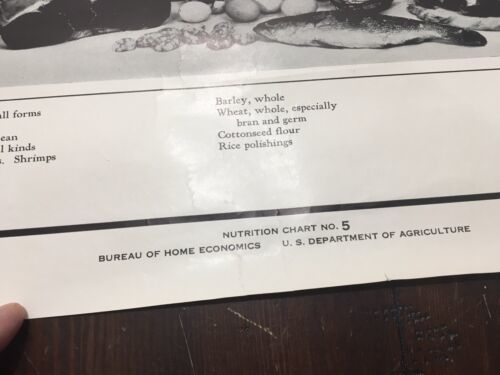 all forms
ean
l kinds
s. Shrimps
Barley, whole
Wheat, whole, especially
bran and germ
Cottonseed flour
Rice polishings
NUTRITION CHART NO. 5
BUREAU OF HOME ECONOMICS U. S. DEPARTMENT OF AGRICULTURE